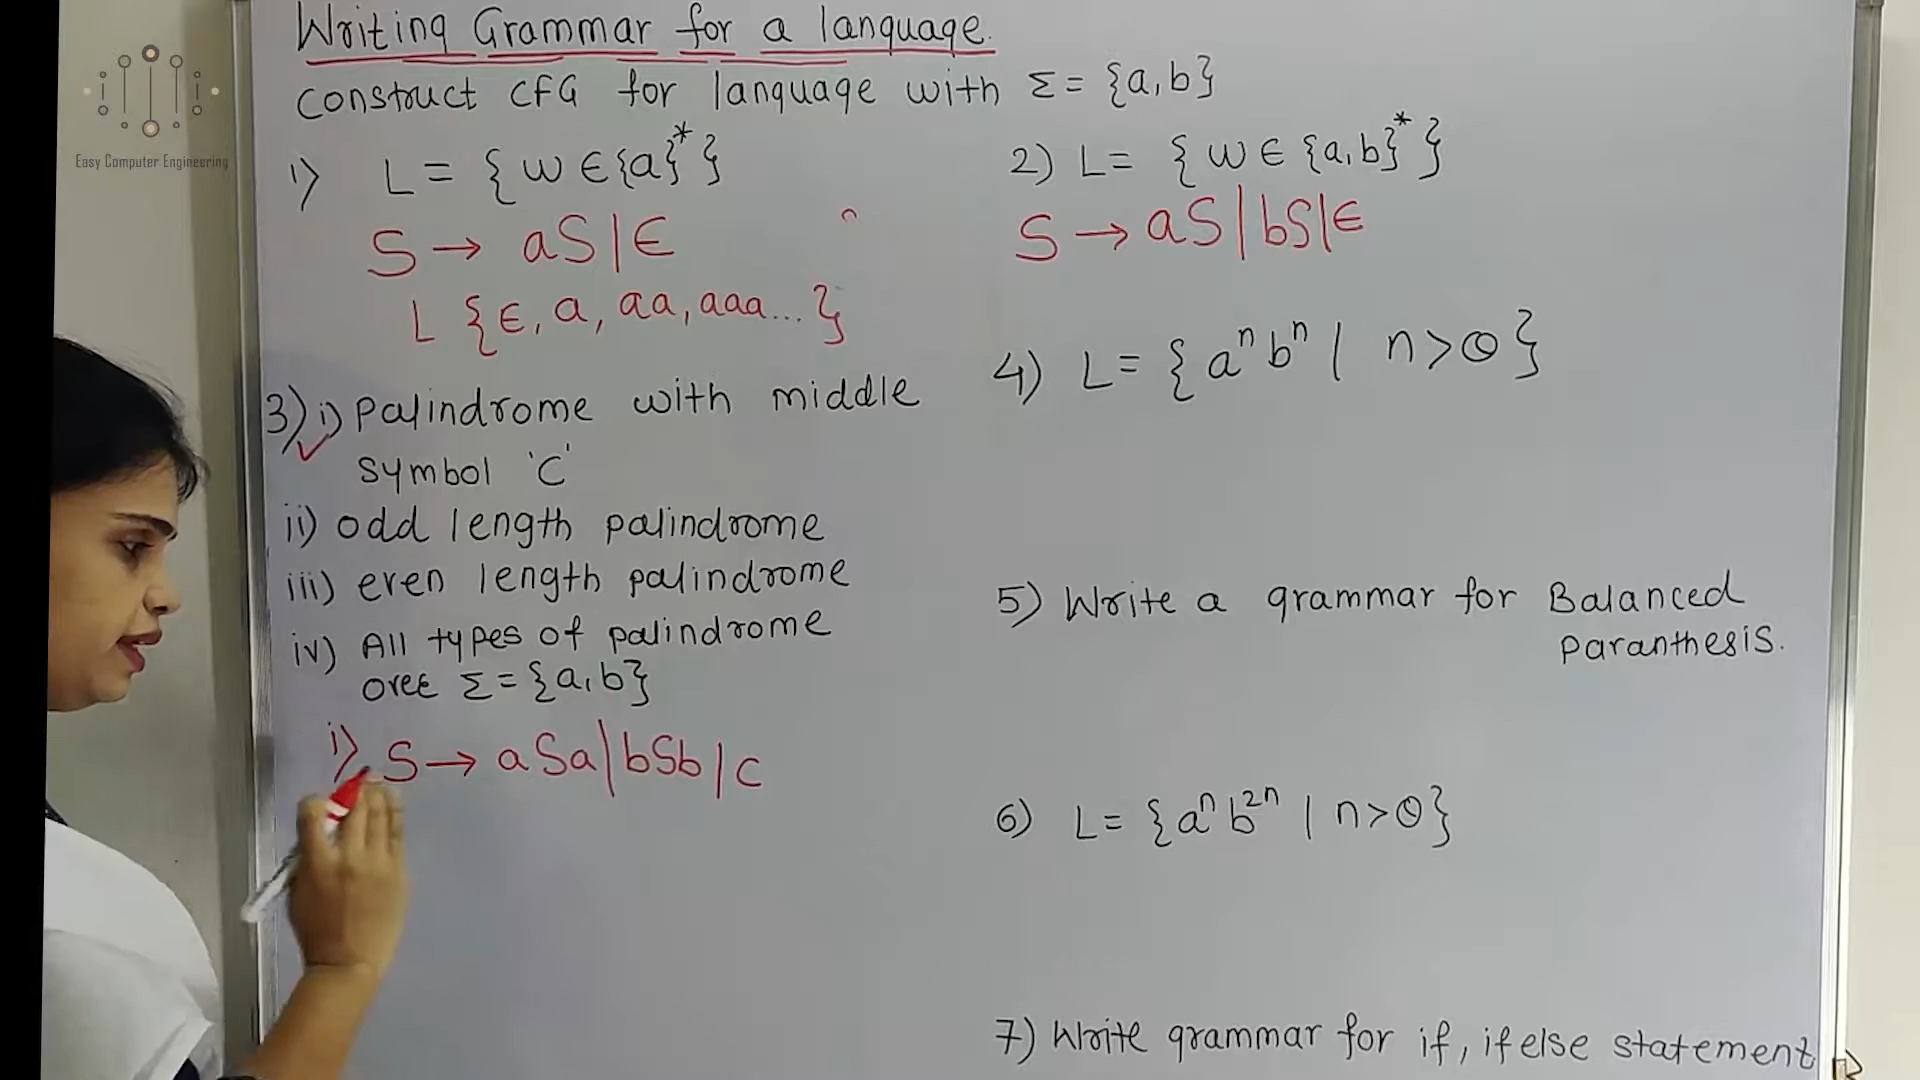 Writing Grammar for a language.
construct CFG for language with Σ = {a,b}
1) L = {w ∈ {a}* }
S → aS | ∈
L {∈, a, aa, aaa...}
2) L = {w ∈ {a,b}* }
S → aS | bS | ∈
3) i) Palindrome with middle
symbol 'C'
ii) odd length palindrome
iii) even length palindrome
iv) All types of palindrome
over Σ = {a,b}
i) S → aSa | bSb | c
4) L = {aⁿbⁿ | n>0}
5) Write a grammar for Balanced
paranthesis.
6) L = {aⁿb²ⁿ | n>0}
7) Write grammar for if, if else statement
Easy Computer Engineering